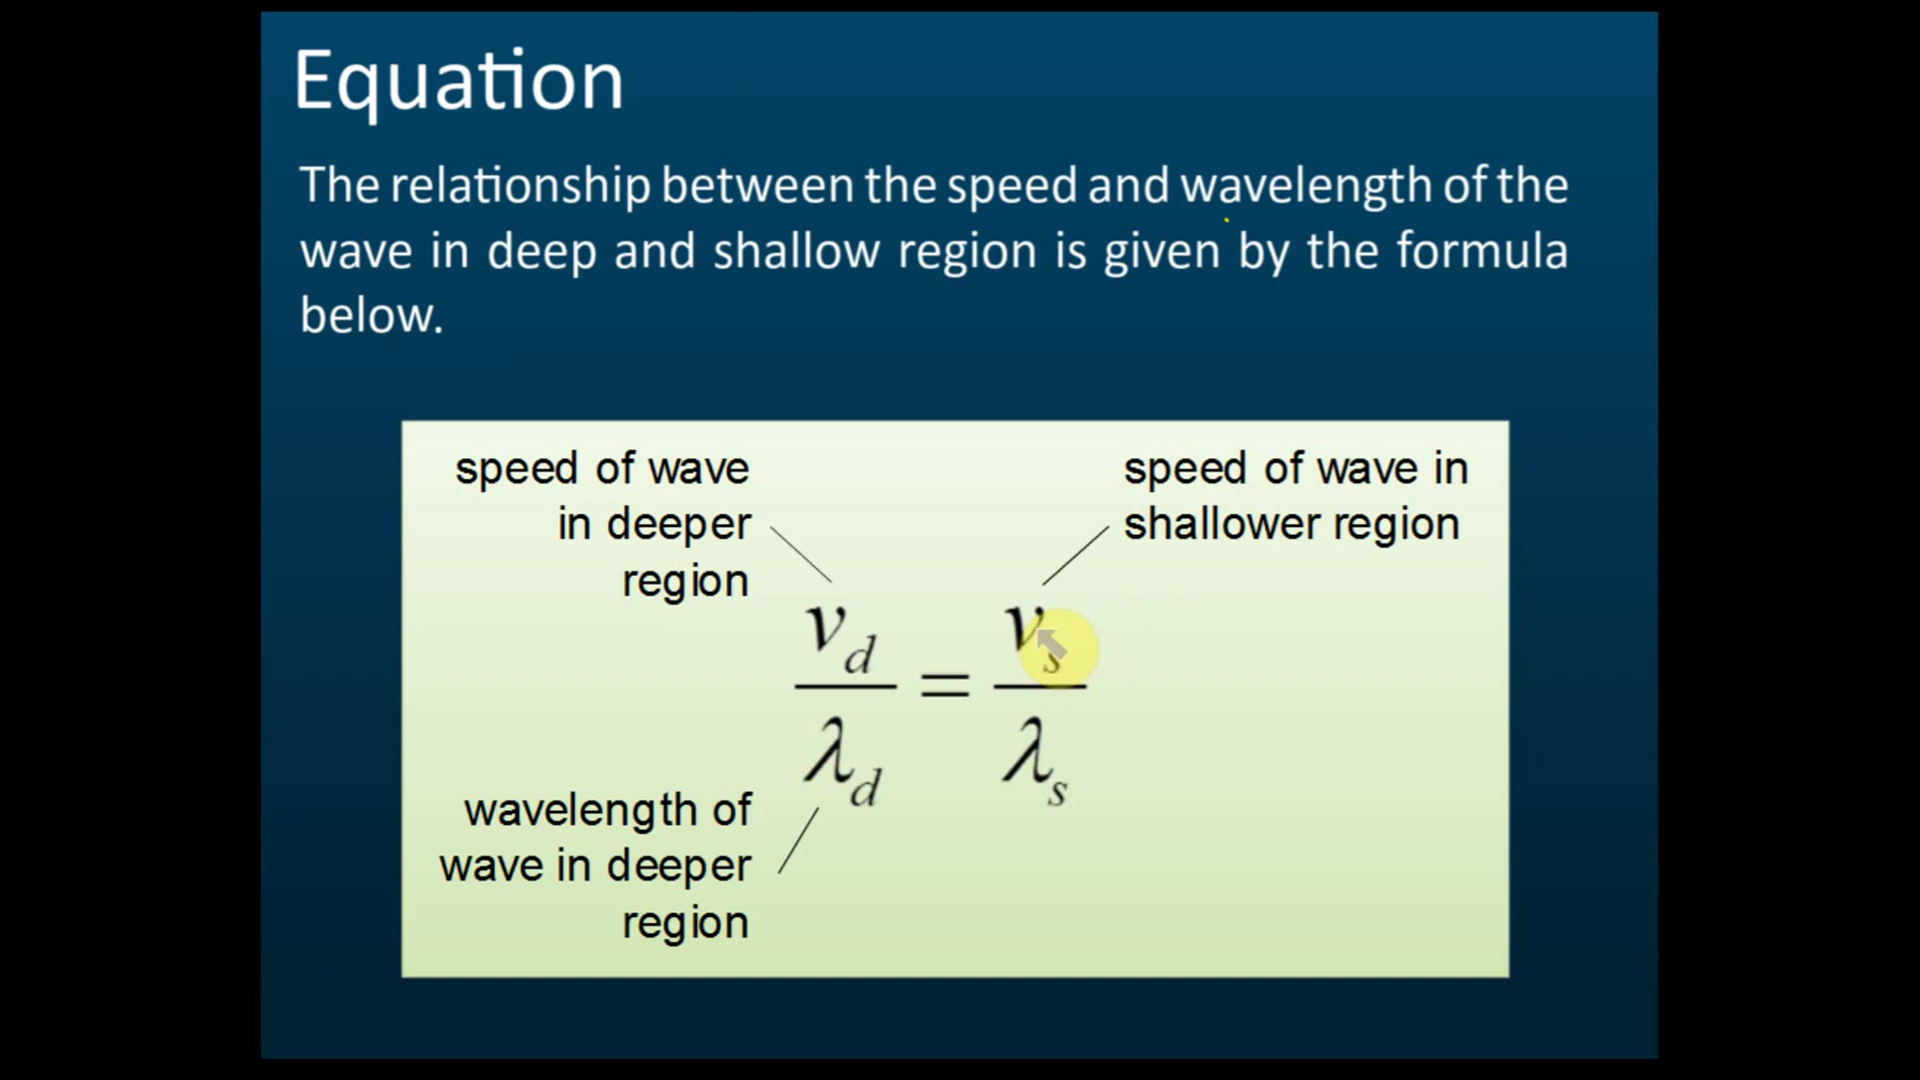 Equation
The relationship between the speed and wavelength of the
wave in deep and shallow region is given by the formula
below.
speed of wave
in deeper
region
speed of wave in
shallower region
v_d / λ_d = v_s / λ_s
wavelength of
wave in deeper
region